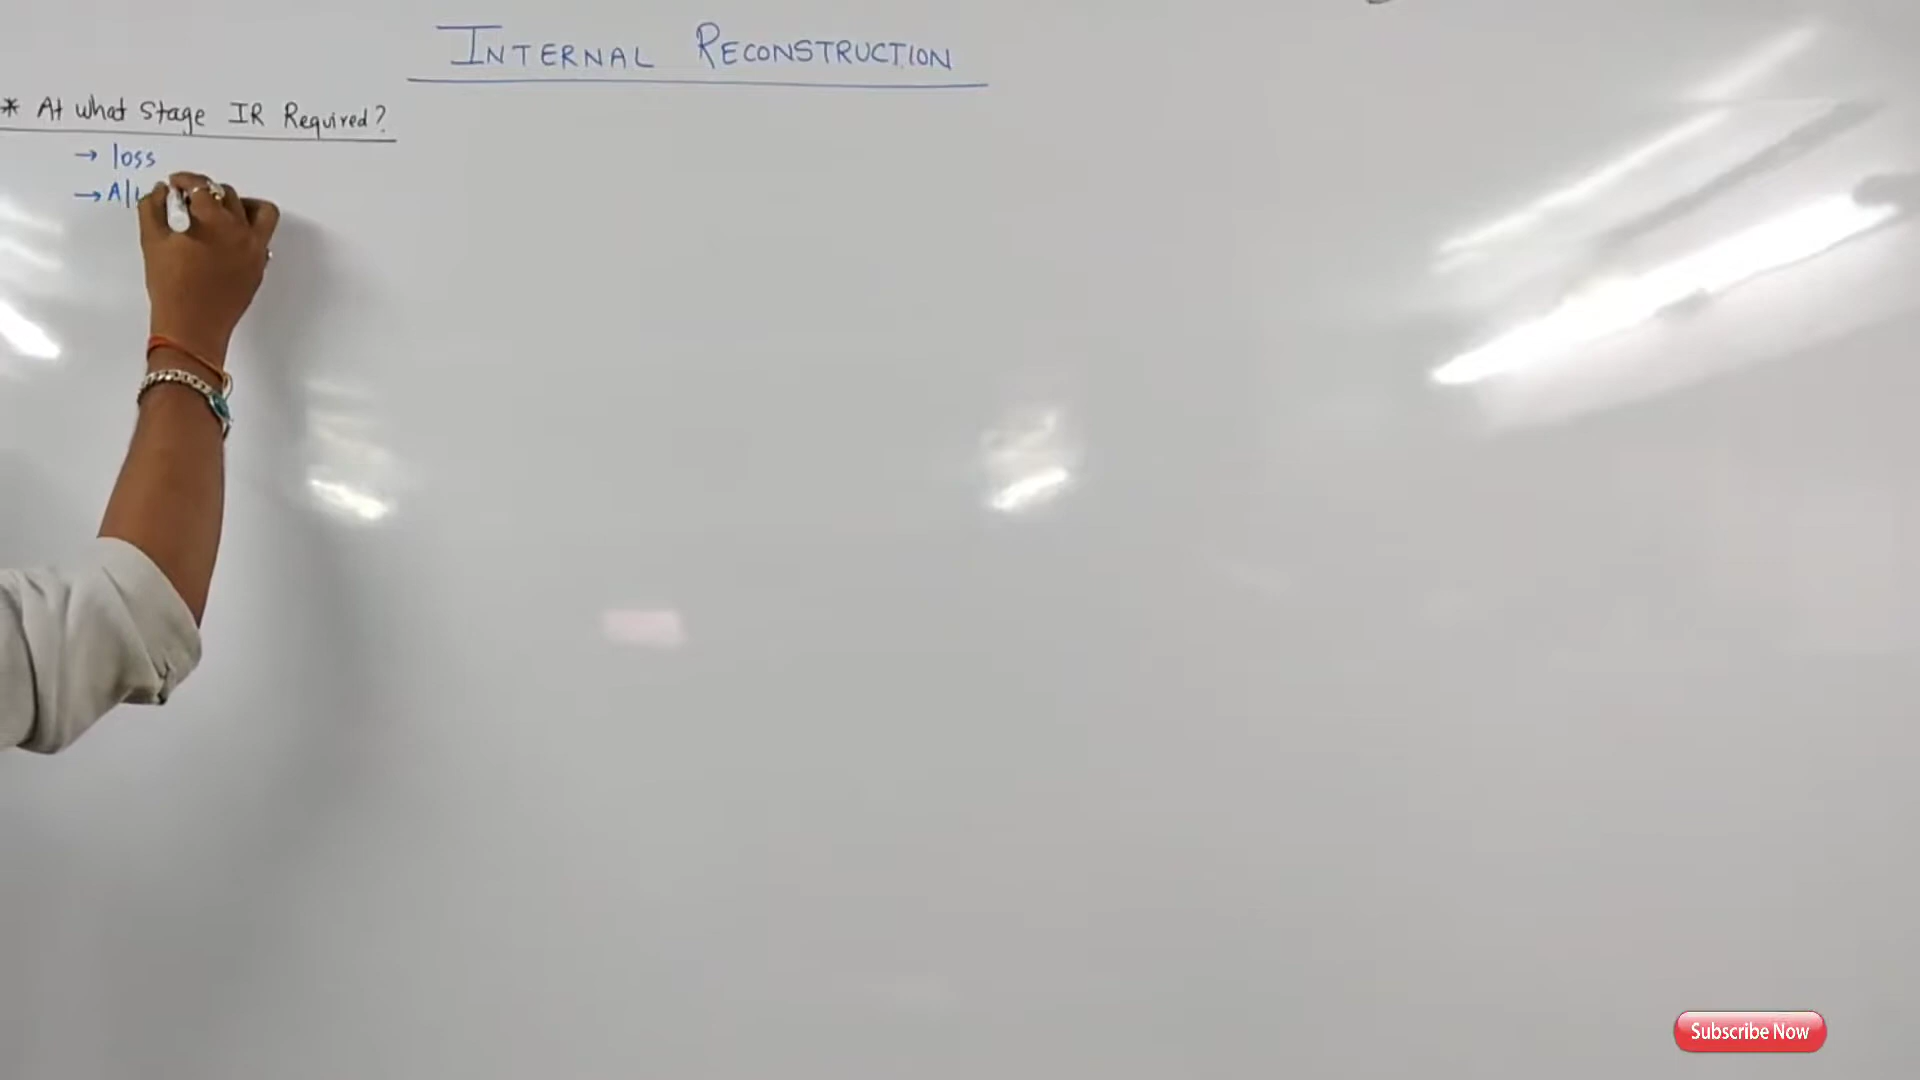 INTERNAL RECONSTRUCTION
* At what Stage IR Required?
→ loss
→ A/L
Subscribe Now